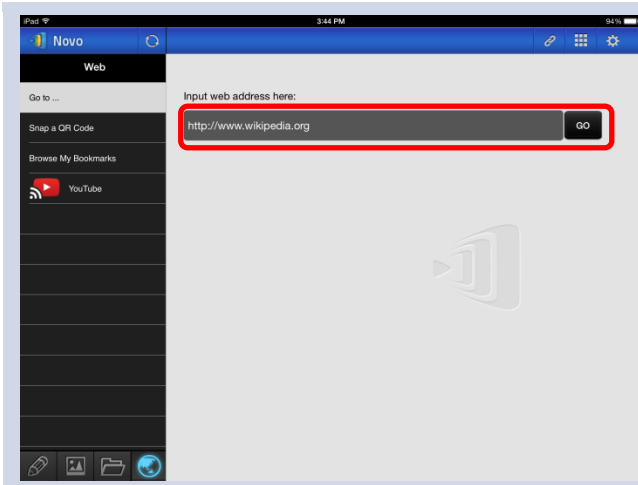 iPad 3:44 PM 94%
Novo
Web
Go to ...
Input web address here:
http://www.wikipedia.org GO
Snap a QR Code
Browse My Bookmarks
YouTube